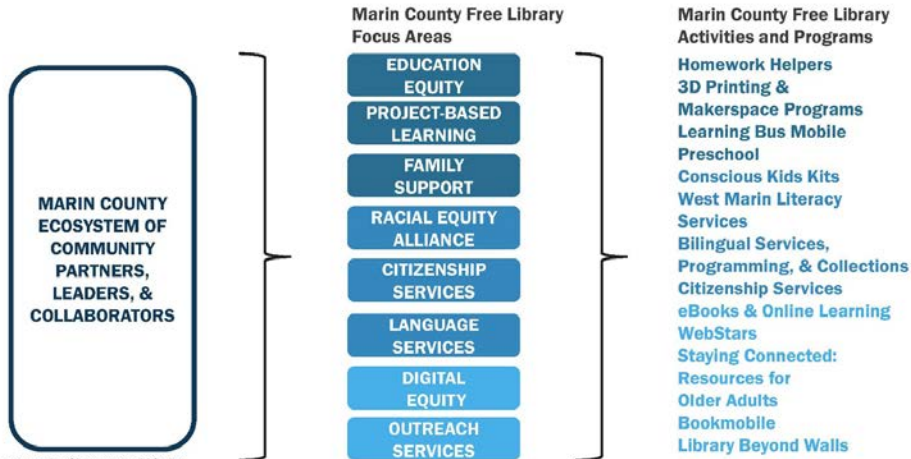 MARIN COUNTY
ECOSYSTEM OF
COMMUNITY
PARTNERS,
LEADERS, &
COLLABORATORS
Marin County Free Library
Focus Areas
EDUCATION
EQUITY
PROJECT-BASED
LEARNING
FAMILY
SUPPORT
RACIAL EQUITY
ALLIANCE
CITIZENSHIP
SERVICES
LANGUAGE
SERVICES
DIGITAL
EQUITY
OUTREACH
SERVICES
Marin County Free Library
Activities and Programs
Homework Helpers
3D Printing &
Makerspace Programs
Learning Bus Mobile
Preschool
Conscious Kids Kits
West Marin Literacy
Services
Bilingual Services,
Programming, & Collections
Citizenship Services
eBooks & Online Learning
WebStars
Staying Connected:
Resources for
Older Adults
Bookmobile
Library Beyond Walls